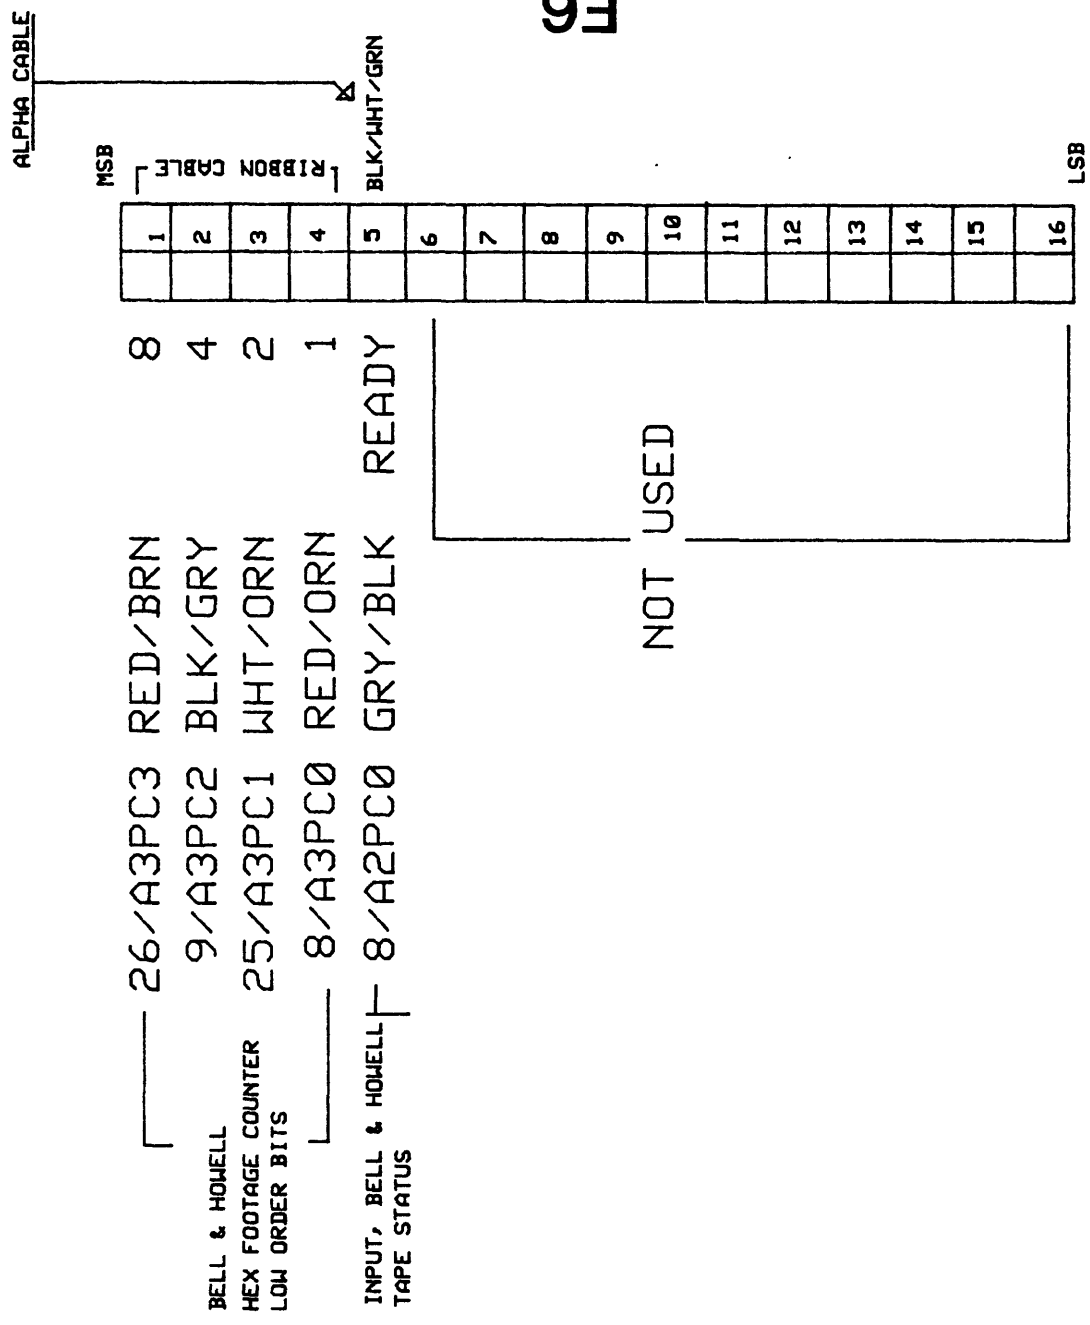 ALPHA CABLE
MSB
RIBBON CABLE
BLK/WHT/GRN
26/A3PC3 RED/BRN 8 1
9/A3PC2 BLK/GRY 4 2
25/A3PC1 WHT/ORN 2 3
8/A3PC0 RED/ORN 1 4
8/A2PC0 GRY/BLK READY 5
BELL & HOWELL
HEX FOOTAGE COUNTER
LOW ORDER BITS
INPUT, BELL & HOWELL
TAPE STATUS
6
7
8
9
10
11
12
13
14
15
16
NOT USED
LSB